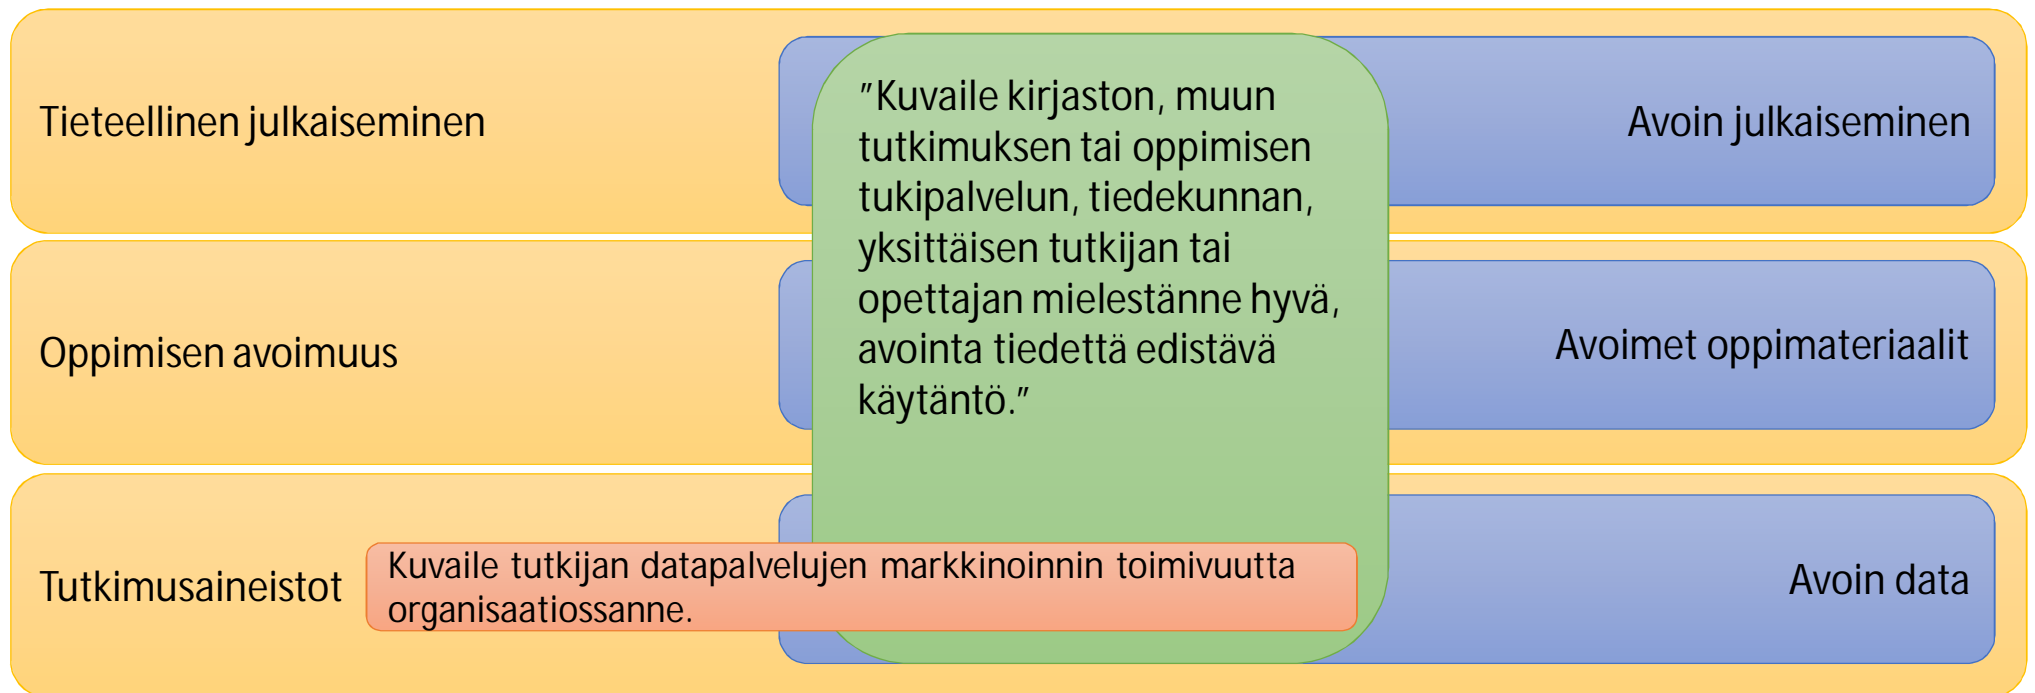 Tieteellinen julkaiseminen
”Kuvaile kirjaston, muun
tutkimuksen tai oppimisen
tukipalvelun, tiedekunnan,
yksittäisen tutkijan tai
opettajan mielestänne hyvä,
avointa tiedettä edistävä
käytäntö.”
Avoin julkaiseminen
Oppimisen avoimuus
Avoimet oppimateriaalit
Tutkimusaineistot
Kuvaile tutkijan datapalvelujen markkinoinnin toimivuutta
organisaatiossanne.
Avoin data